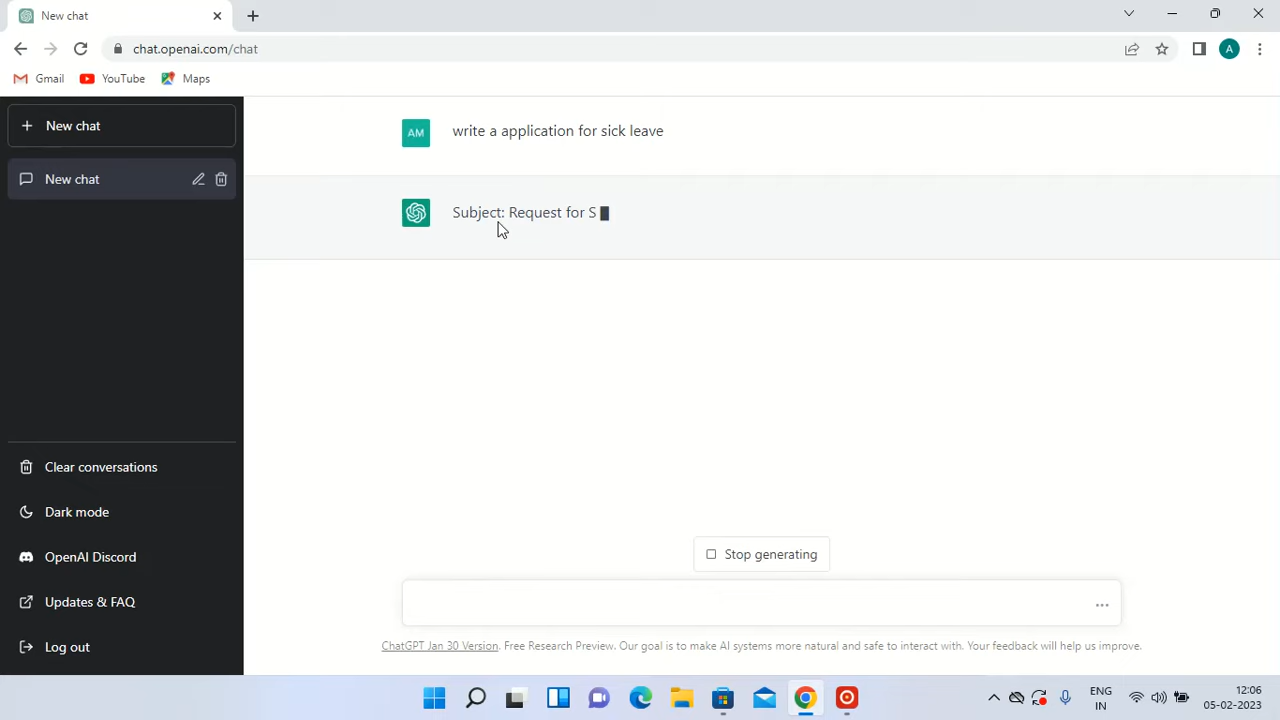 New chat
chat.openai.com/chat
A
Gmail YouTube Maps
New chat
New chat
AM write a application for sick leave
Subject: Request for S
Clear conversations
Dark mode
OpenAI Discord
Updates & FAQ
Log out
Stop generating
ChatGPT Jan 30 Version. Free Research Preview. Our goal is to make AI systems more natural and safe to interact with. Your feedback will help us improve.
ENG
IN
12:06
05-02-2023